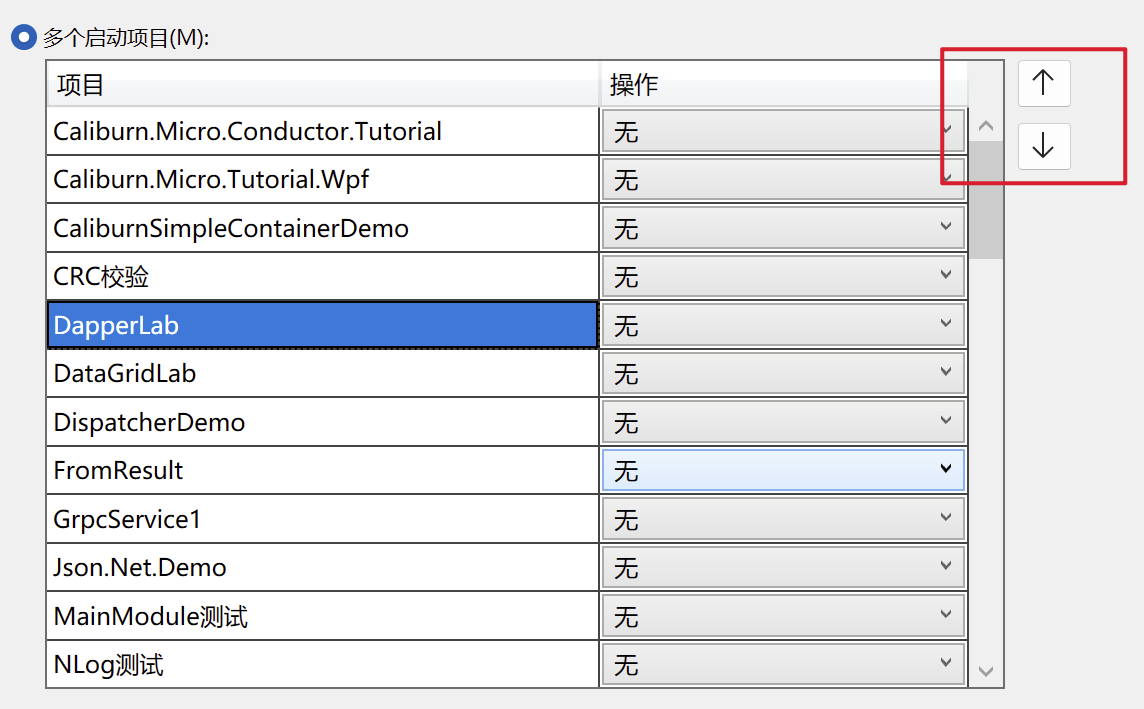 多个启动项目(M):
项目 操作
Caliburn.Micro.Conductor.Tutorial 无
Caliburn.Micro.Tutorial.Wpf 无
CaliburnSimpleContainerDemo 无
CRC校验 无
DapperLab 无
DataGridLab 无
DispatcherDemo 无
FromResult 无
GrpcService1 无
Json.Net.Demo 无
MainModule测试 无
NLog测试 无